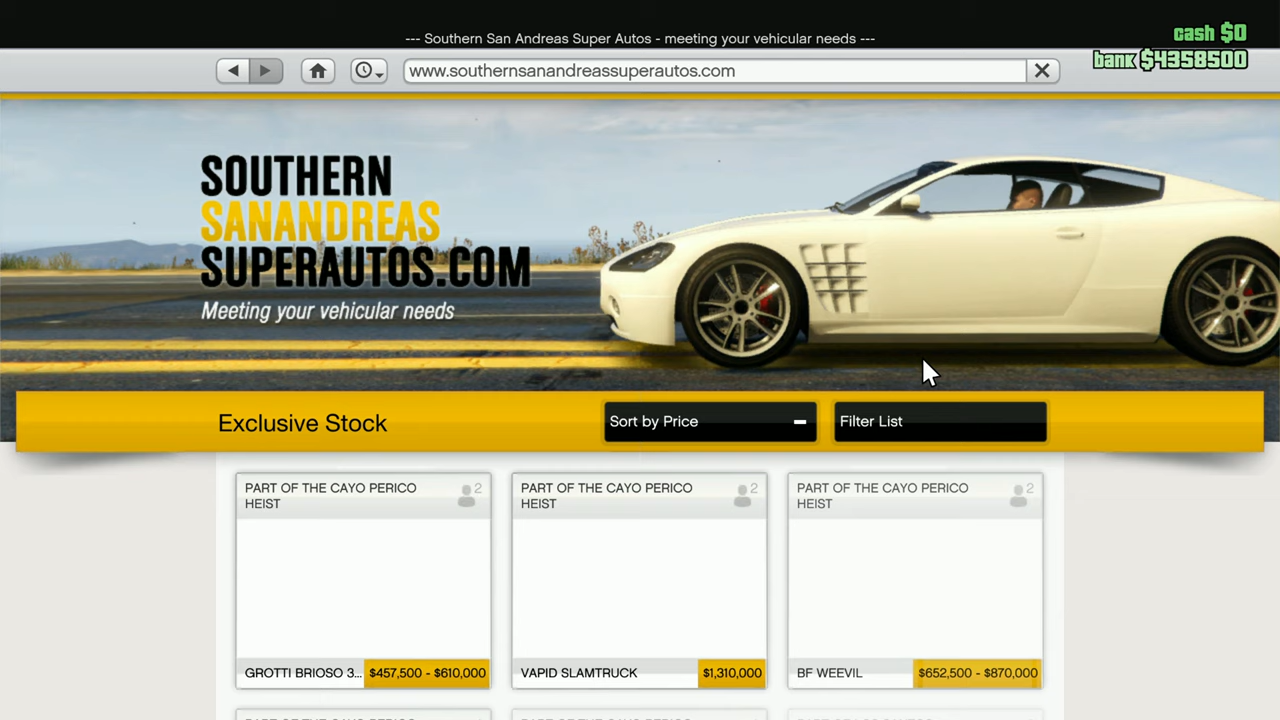 --- Southern San Andreas Super Autos - meeting your vehicular needs ---
cash $0
bank $4358500
www.southernsanandreassuperautos.com
SOUTHERN
SANANDREAS
SUPERAUTOS.COM
Meeting your vehicular needs
Exclusive Stock
Sort by Price
Filter List
PART OF THE CAYO PERICO
HEIST
2
GROTTI BRIOSO 3...
$457,500 - $610,000
PART OF THE CAYO PERICO
HEIST
2
VAPID SLAMTRUCK
$1,310,000
PART OF THE CAYO PERICO
HEIST
2
BF WEEVIL
$652,500 - $870,000